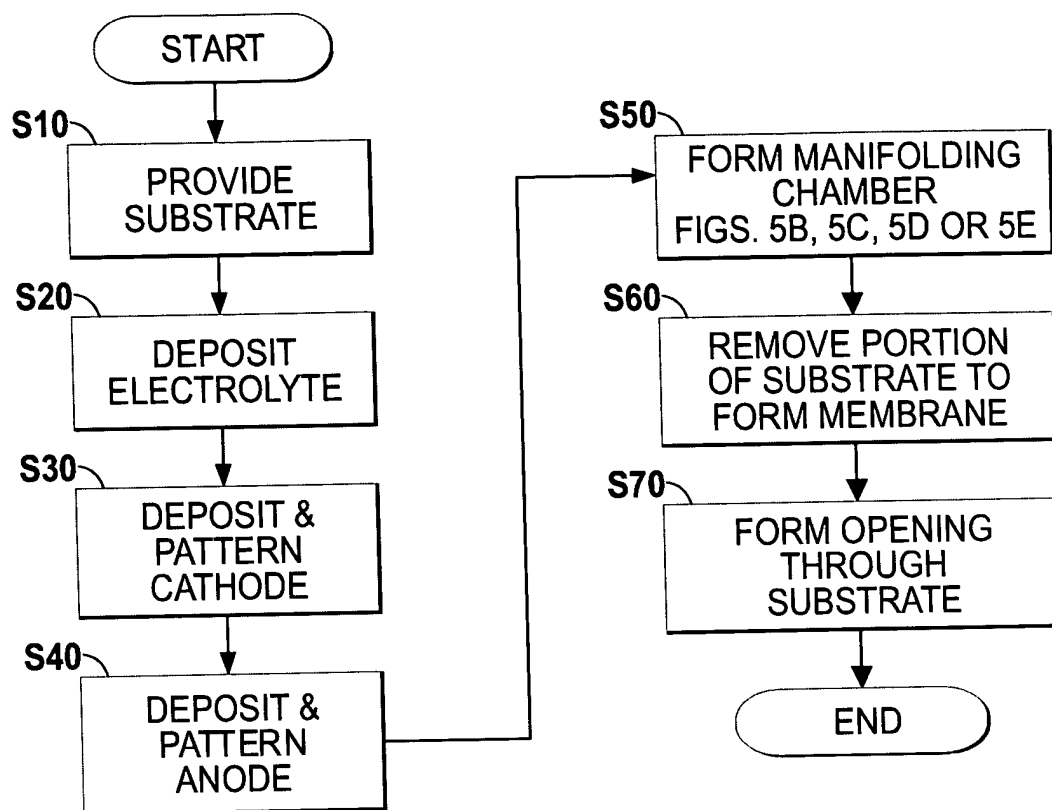 START
S10
PROVIDE
SUBSTRATE
S20
DEPOSIT
ELECTROLYTE
S30
DEPOSIT &
PATTERN
CATHODE
S40
DEPOSIT &
PATTERN
ANODE
S50
FORM MANIFOLDING
CHAMBER
FIGS. 5B, 5C, 5D OR 5E
S60
REMOVE PORTION
OF SUBSTRATE TO
FORM MEMBRANE
S70
FORM OPENING
THROUGH
SUBSTRATE
END